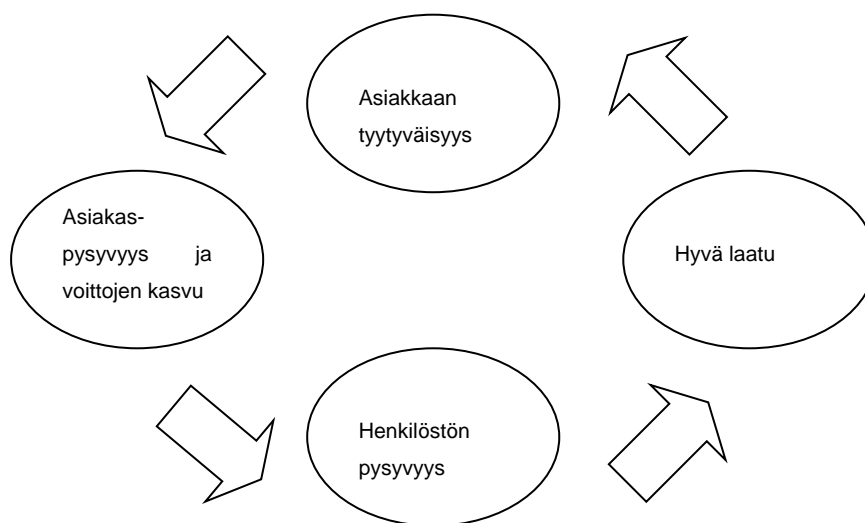 Asiakkaan
tyytyväisyys
Asiakas-
pysyvyys ja
voittojen kasvu
Hyvä laatu
Henkilöstön
pysyvyys